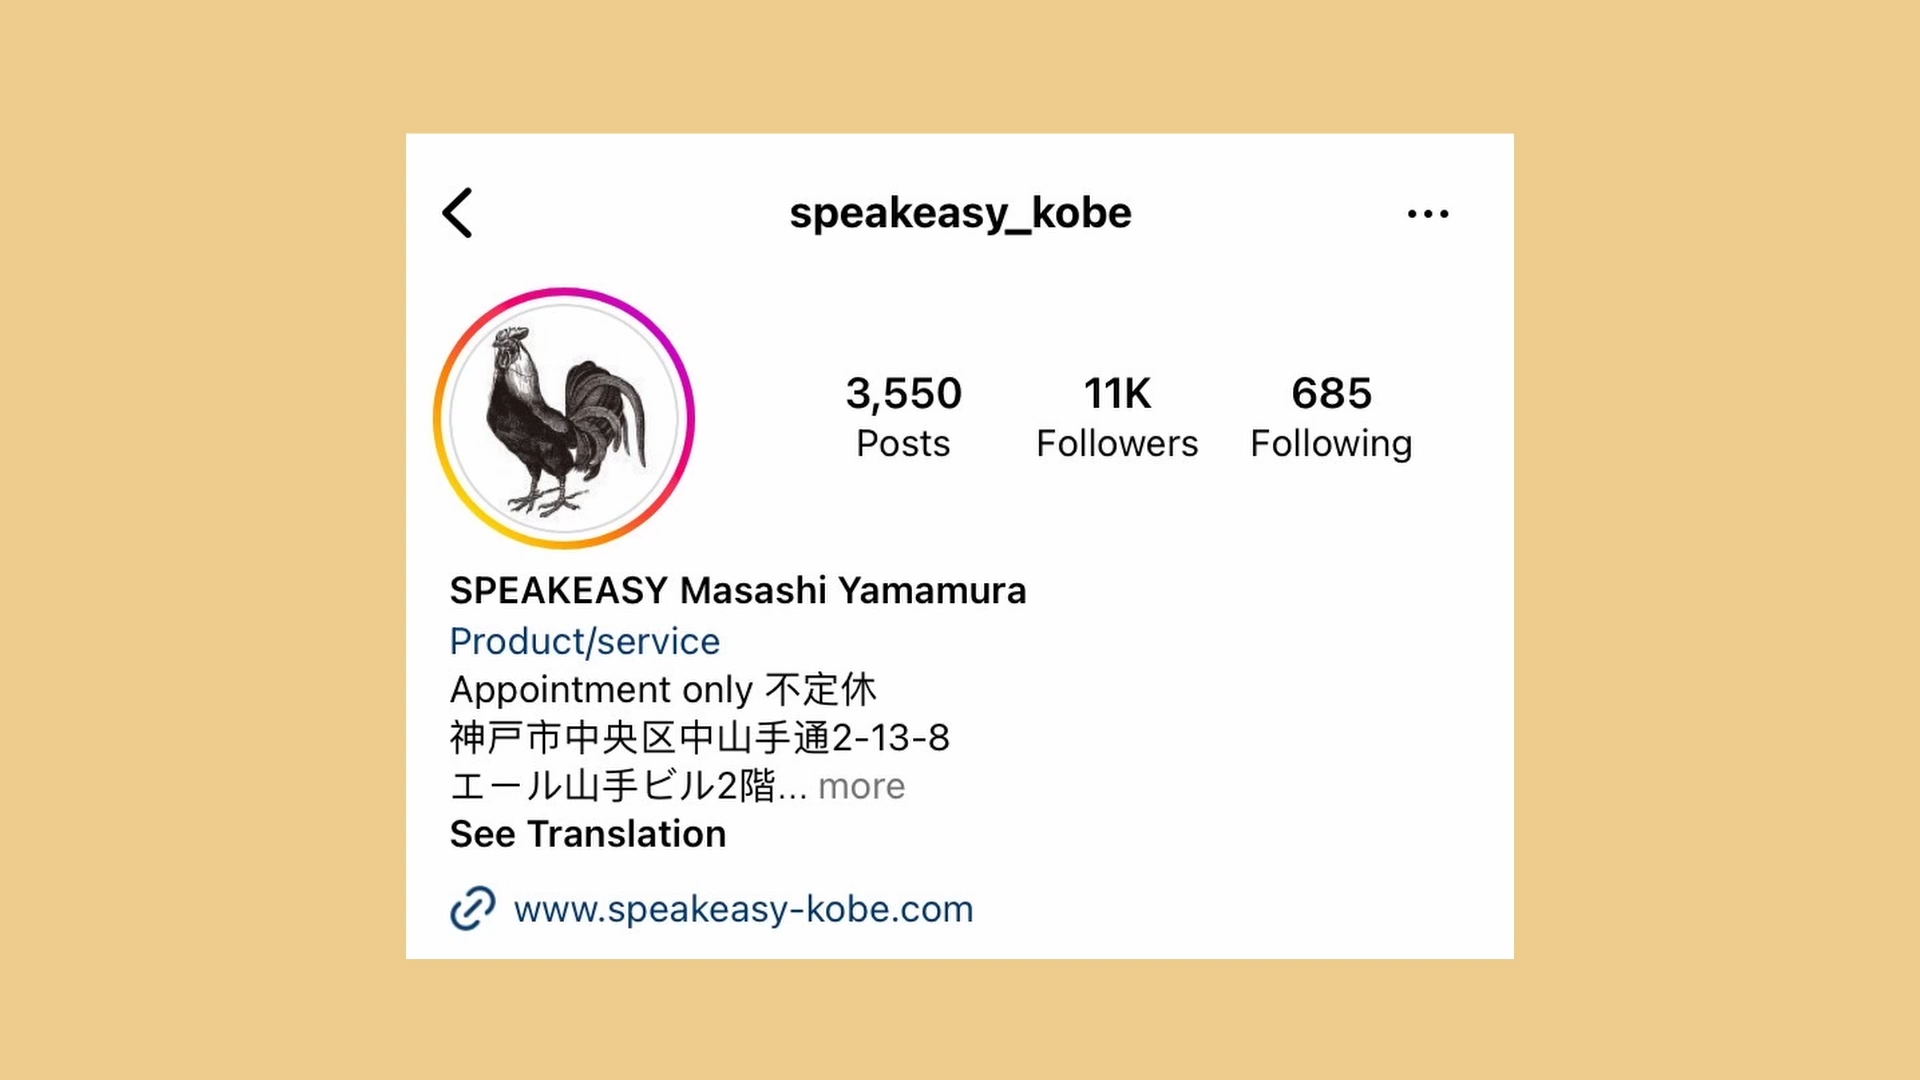 speakeasy_kobe
3,550 11K 685
Posts Followers Following
SPEAKEASY Masashi Yamamura
Product/service
Appointment only 不定休
神戸市中央区中山手通2-13-8
エール山手ビル2階... more
See Translation
www.speakeasy-kobe.com